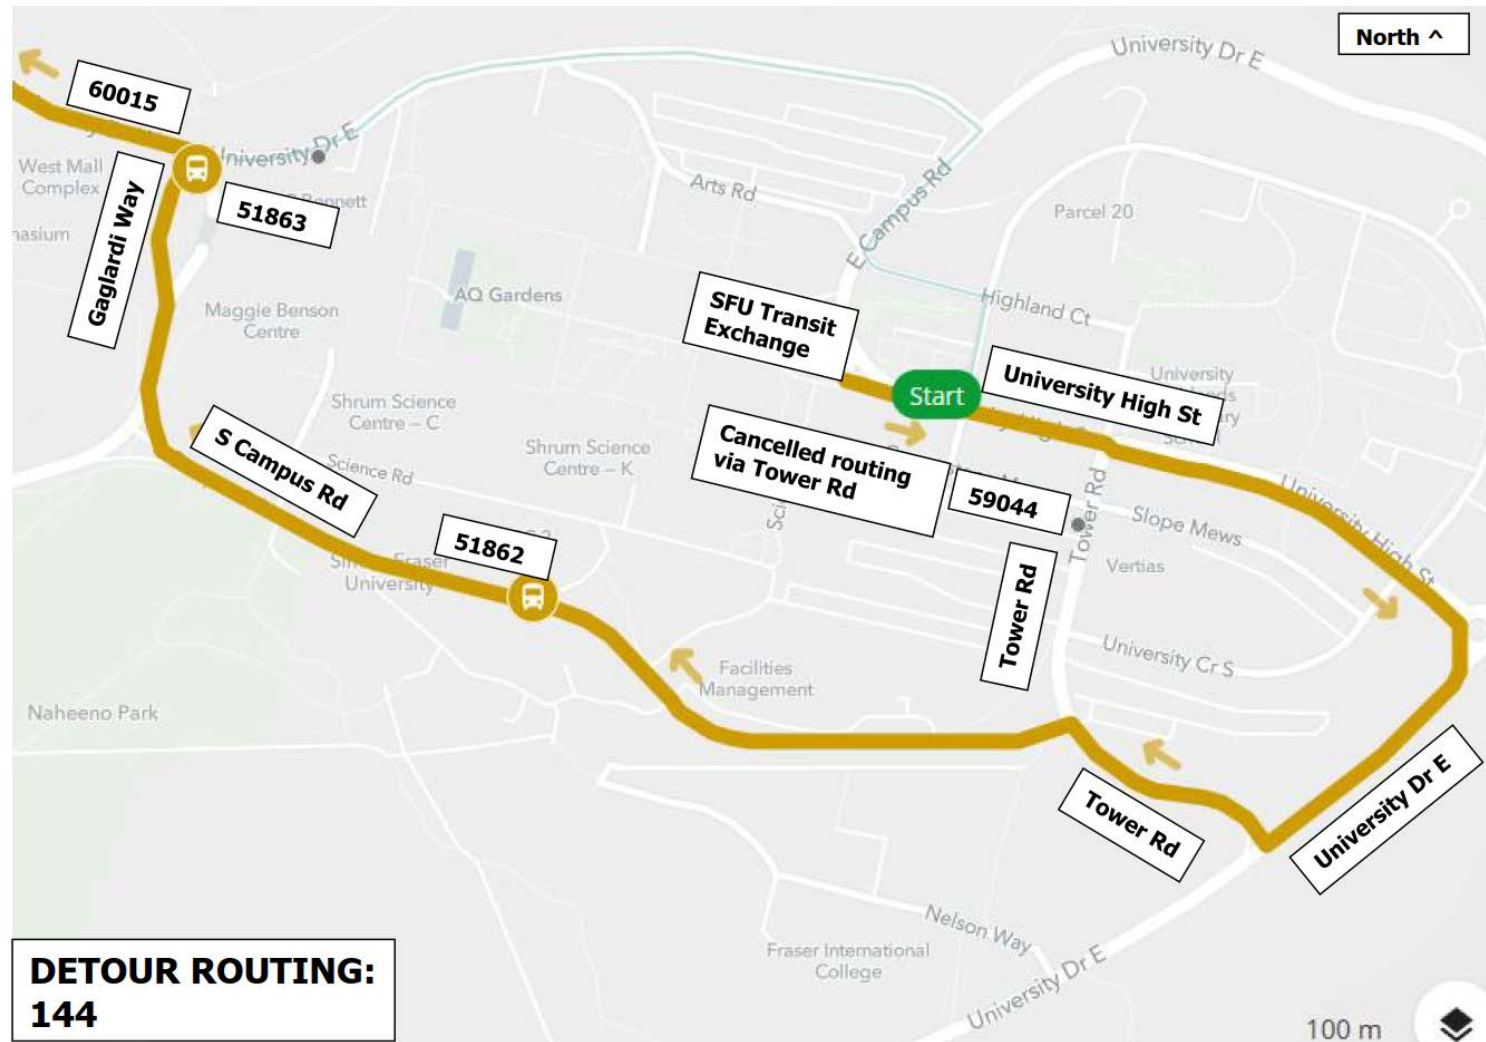 North ^
University Dr E
60015
University Dr E
West Mall
Complex
Gaglardi Way
51863
Arts Rd
E Campus Rd
Parcel 20
AQ Gardens
Maggie Benson
Centre
Highland Ct
SFU Transit
Exchange
Start
University High St
University
Shrum Science
Centre – C
Shrum Science
Centre – K
Cancelled routing
via Tower Rd
S Campus Rd
Science Rd
59044
Tower Rd
University High St
Slope Mews
51862
University
Vertias
Tower Rd
University Cr S
Facilities
Management
Naheeno Park
University Dr E
Tower Rd
Nelson Way
Fraser International
College
University Dr E
DETOUR ROUTING:
144
100 m